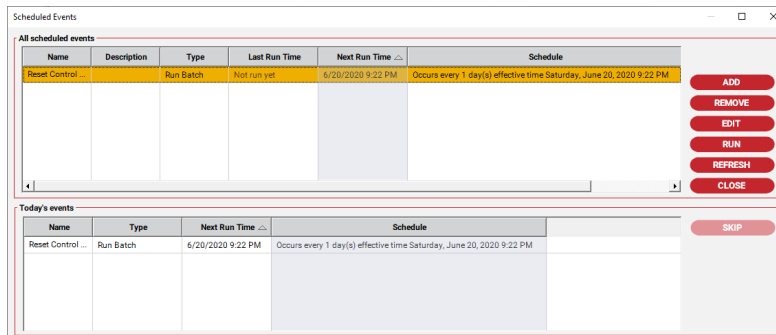 Scheduled Events
All scheduled events
Name Description Type Last Run Time Next Run Time Schedule
Reset Control ... Run Batch Not run yet 6/20/2020 9:22 PM Occurs every 1 day(s) effective time Saturday, June 20, 2020 9:22 PM
ADD
REMOVE
EDIT
RUN
REFRESH
CLOSE
Today's events
Name Type Next Run Time Schedule
Reset Control ... Run Batch 6/20/2020 9:22 PM Occurs every 1 day(s) effective time Saturday, June 20, 2020 9:22 PM
SKIP